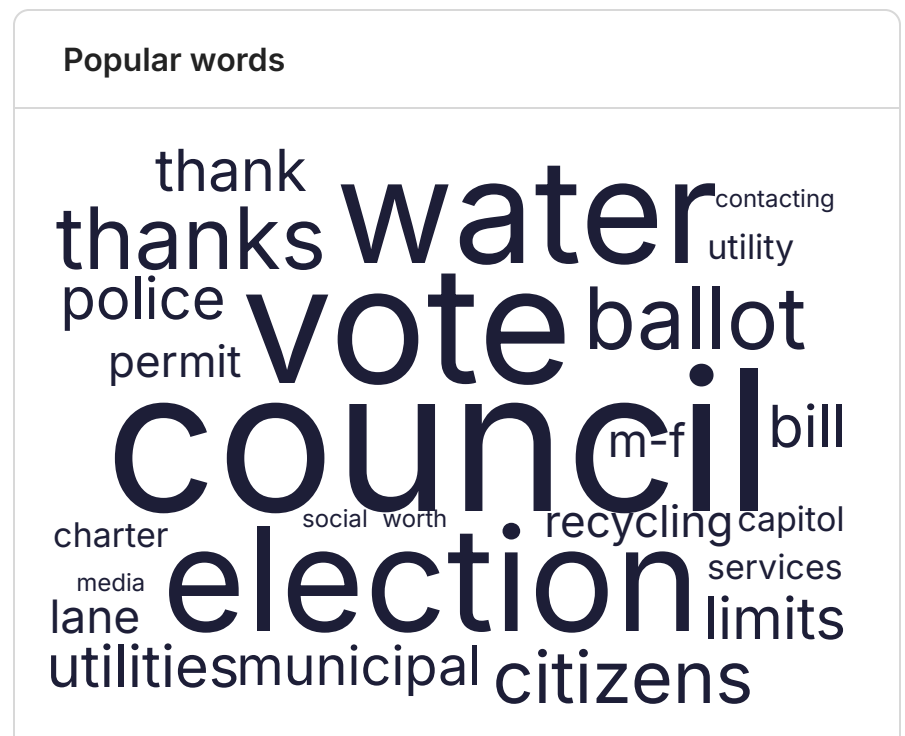 Popular words
thank
water
contacting
thanks
utility
police
vote
ballot
permit
council
m-f
bill
social worth
recycling
capitol
charter
election
services
media
lane
limits
utilities
municipal
citizens